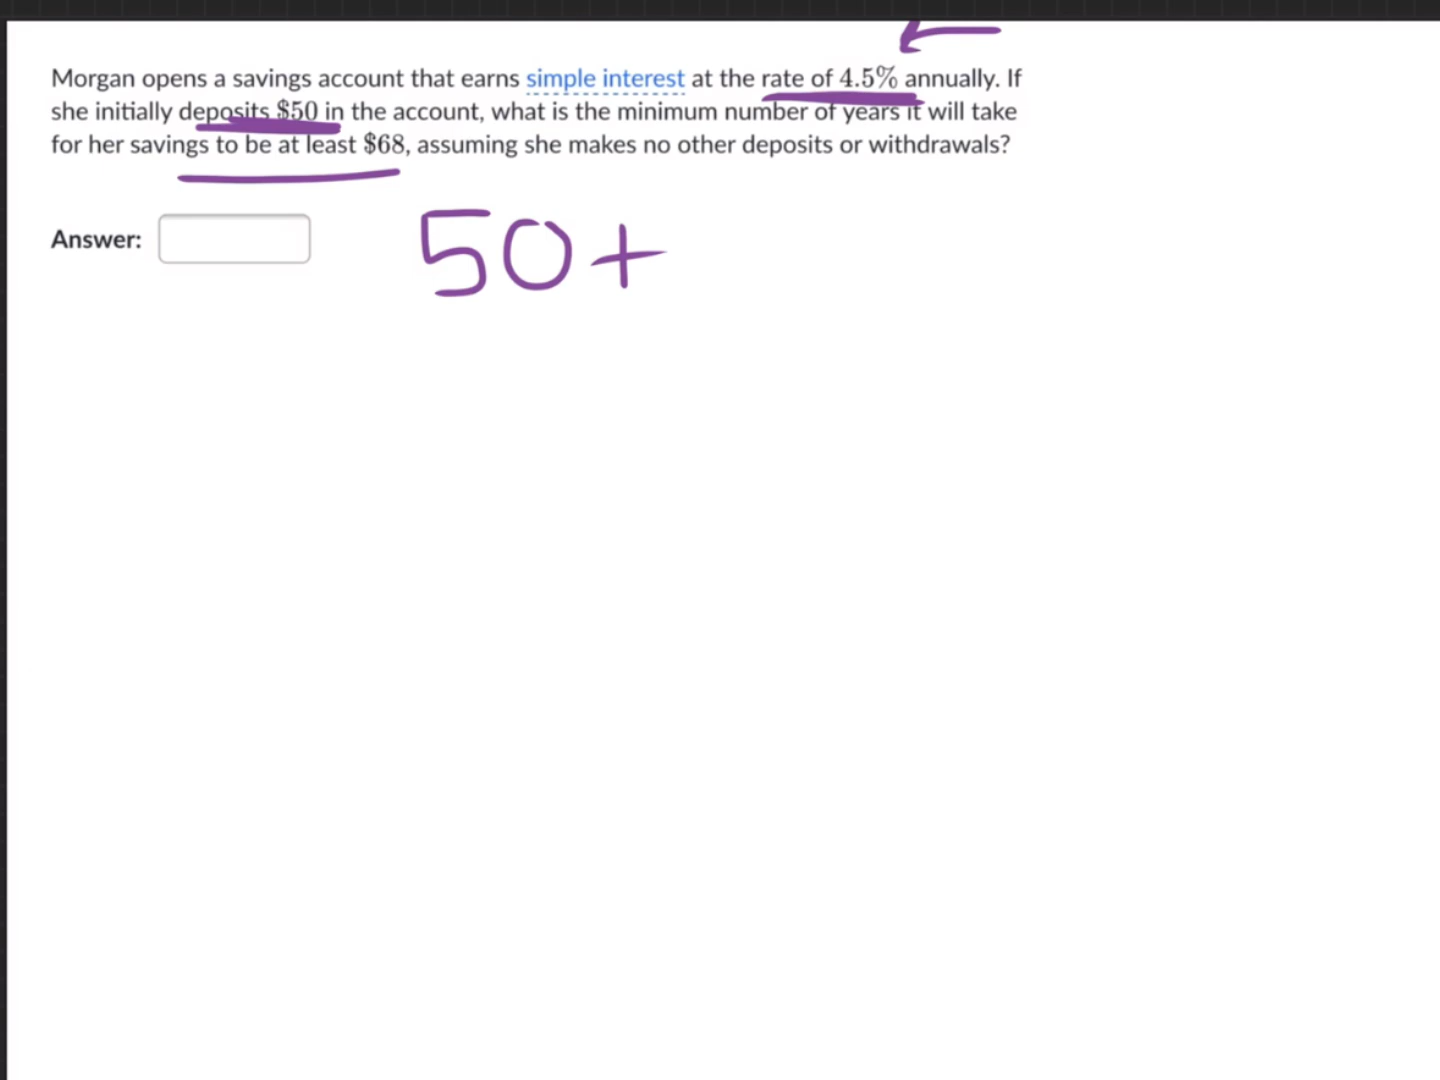 Morgan opens a savings account that earns simple interest at the rate of 4.5% annually. If
she initially deposits $50 in the account, what is the minimum number of years it will take
for her savings to be at least $68, assuming she makes no other deposits or withdrawals?
Answer:
50+